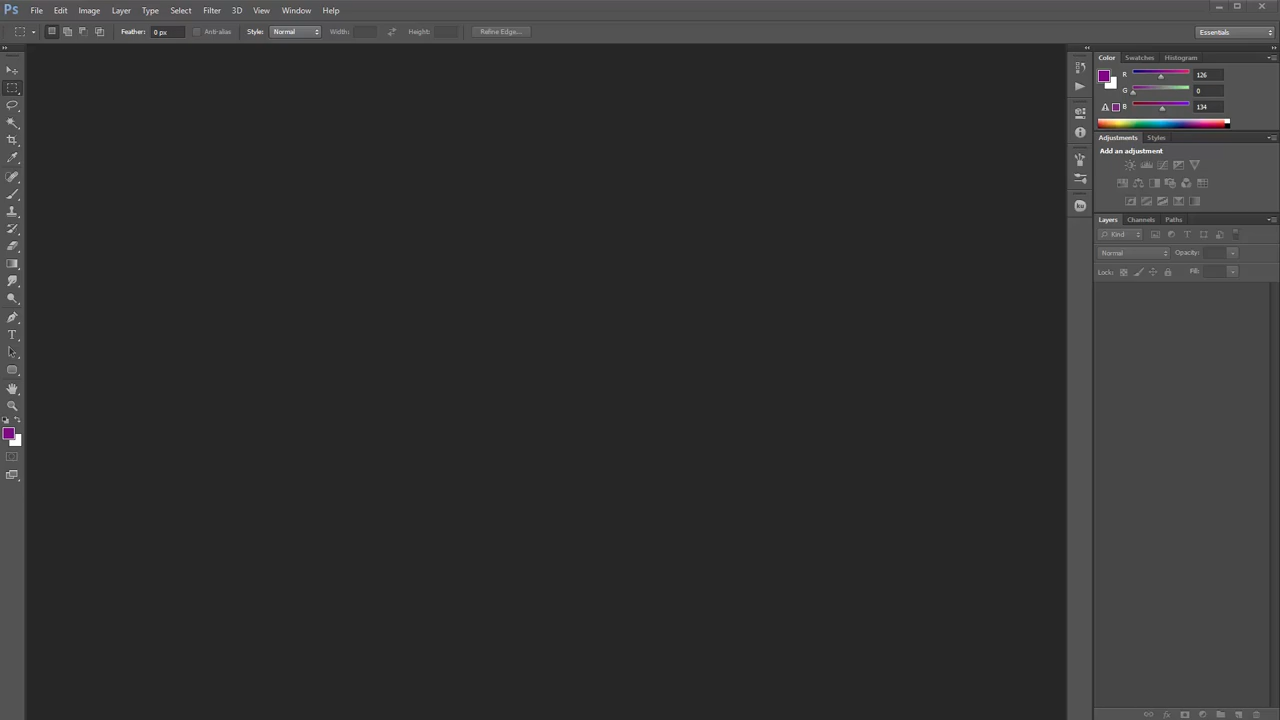 Ps File Edit Image Layer Type Select Filter 3D View Window Help
Feather: 0 px Anti-alias Style: Normal Width: Height: Refine Edge... Essentials
Color Swatches Histogram
R 126
G 0
B 134
Adjustments Styles
Add an adjustment
Layers Channels Paths
Kind T
Normal Opacity:
Lock: Fill:
T
ku
fx